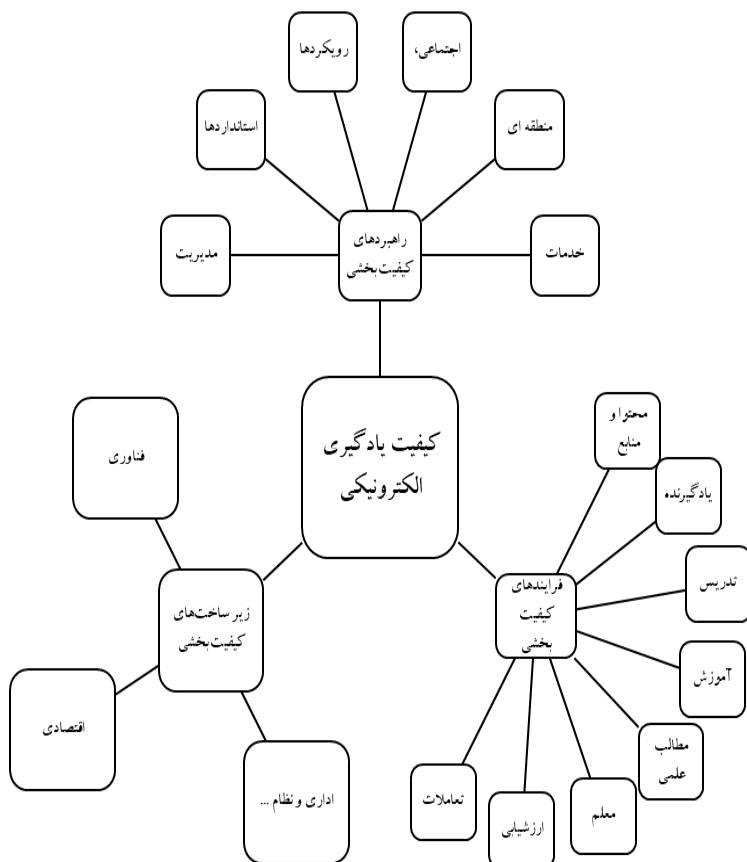 رویکردها
اجتماعی،
استانداردها
منطقه ای
مدیریت
راهبردهای
کیفیت‌بخشی
خدمات
کیفیت یادگیری
الکترونیکی
فناوری
محتوا و
منابع
یادگیرنده
تدریس
فرایندهای
کیفیت
بخشی
زیر ساخت‌های
کیفیت‌بخشی
آموزش
اقتصادی
مطالب
علمی
اداری و نظام ...
تعاملات
ارزشیابی
معلم